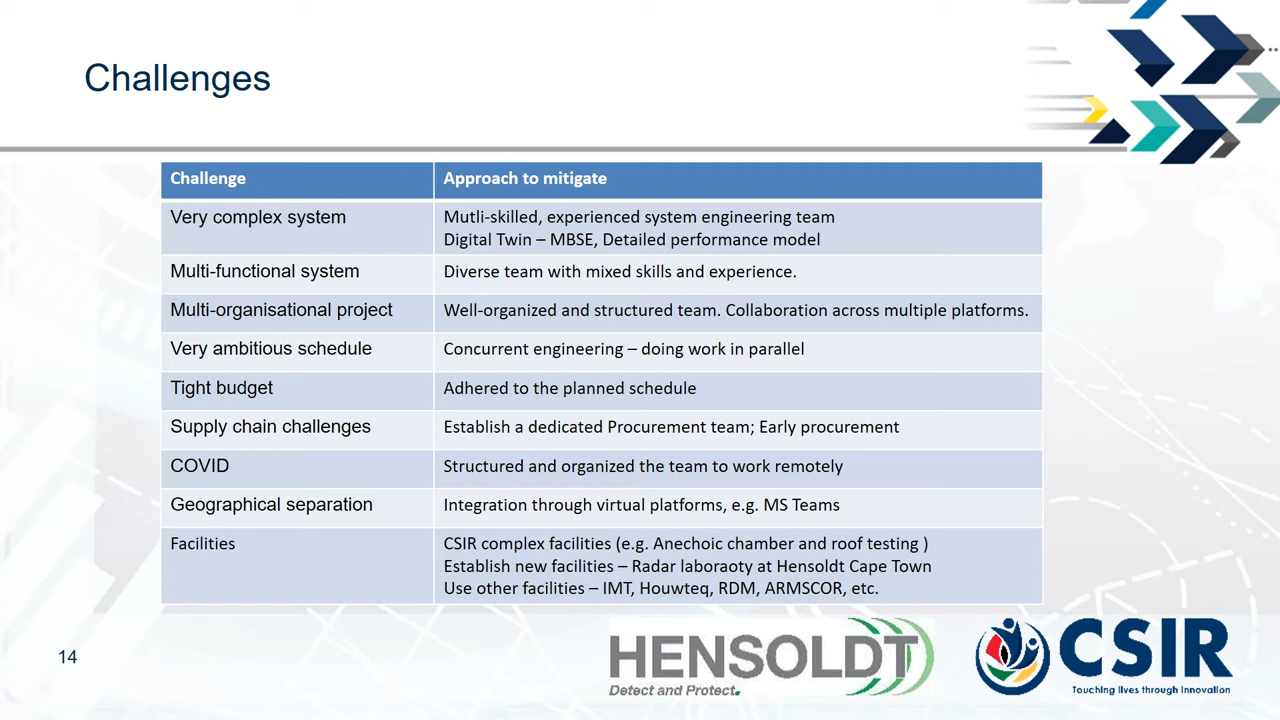 Challenges
Challenge
Approach to mitigate
Very complex system
Mutli-skilled, experienced system engineering team
Digital Twin – MBSE, Detailed performance model
Multi-functional system
Diverse team with mixed skills and experience.
Multi-organisational project
Well-organized and structured team. Collaboration across multiple platforms.
Very ambitious schedule
Concurrent engineering – doing work in parallel
Tight budget
Adhered to the planned schedule
Supply chain challenges
Establish a dedicated Procurement team; Early procurement
COVID
Structured and organized the team to work remotely
Geographical separation
Integration through virtual platforms, e.g. MS Teams
Facilities
CSIR complex facilities (e.g. Anechoic chamber and roof testing )
Establish new facilities – Radar laboraoty at Hensoldt Cape Town
Use other facilities – IMT, Houwteq, RDM, ARMSCOR, etc.
14
HENSOLDT
Detect and Protect.
CSIR
Touching lives through innovation